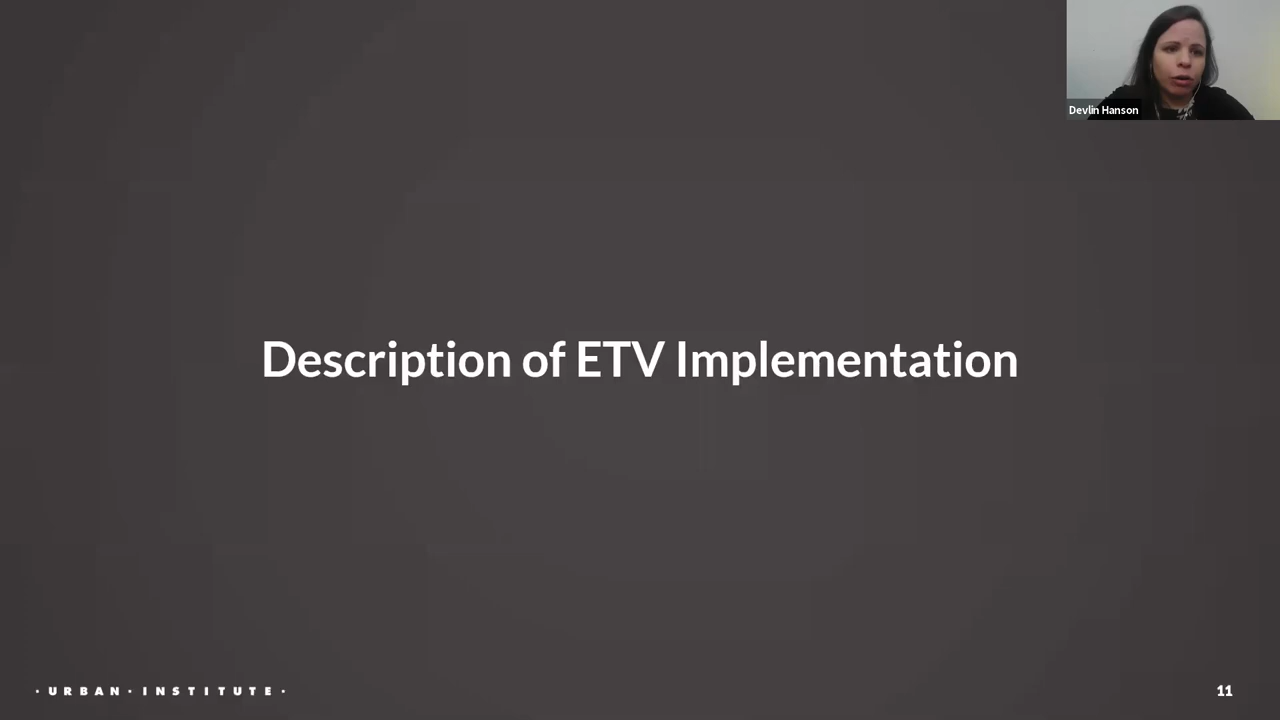 Devlin Hanson
Description of ETV Implementation
· URBAN · INSTITUTE ·
11